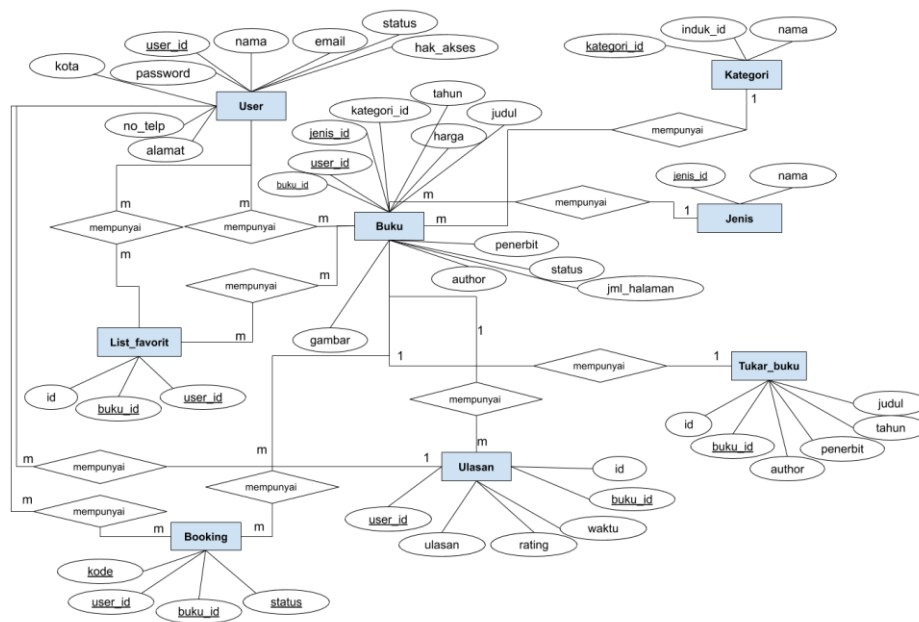 status
nama
email
user_id
hak_akses
kota
password
User
no_telp
alamat
induk_id
nama
kategori_id
Kategori
1
mempunyai
tahun
kategori_id
judul
jenis_id
harga
user_id
buku_id
Buku
m
m
jenis_id
nama
mempunyai
1
Jenis
m
mempunyai
m
m
mempunyai
m
m
mempunyai
m
penerbit
status
author
jml_halaman
gambar
List_favorit
id
buku_id
user_id
1
1
mempunyai
1
Tukar_buku
judul
id
tahun
buku_id
penerbit
author
mempunyai
m
m
mempunyai
1
Ulasan
id
buku_id
user_id
waktu
ulasan
rating
m
mempunyai
m
m
mempunyai
m
Booking
kode
user_id
buku_id
status